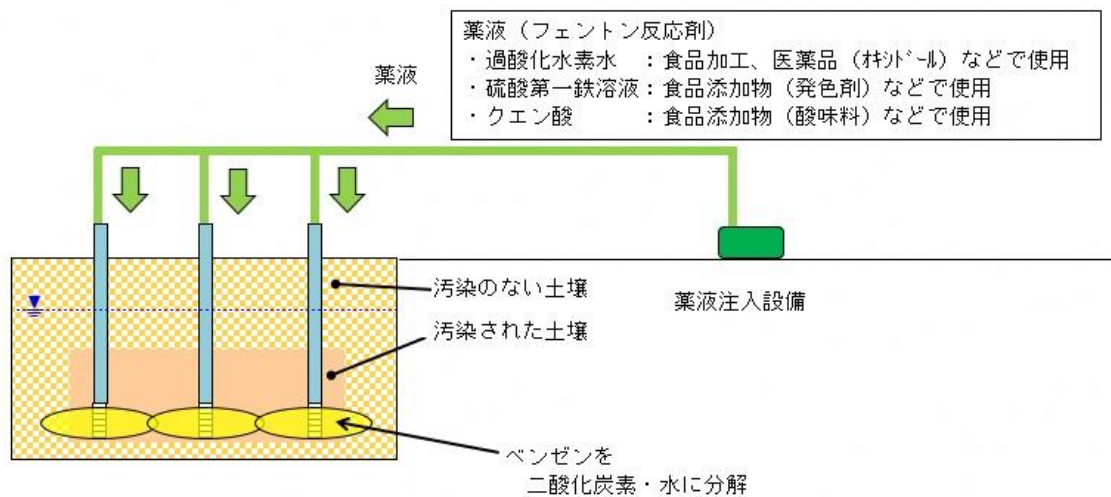 薬液（フェントン反応剤）
・過酸化水素水　：食品加工、医薬品（ｵｷｼﾄﾞｰﾙ）などで使用
・硫酸第一鉄溶液：食品添加物（発色剤）などで使用
・クエン酸　　　：食品添加物（酸味料）などで使用
薬液
汚染のない土壌
薬液注入設備
汚染された土壌
ベンゼンを
二酸化炭素・水に分解